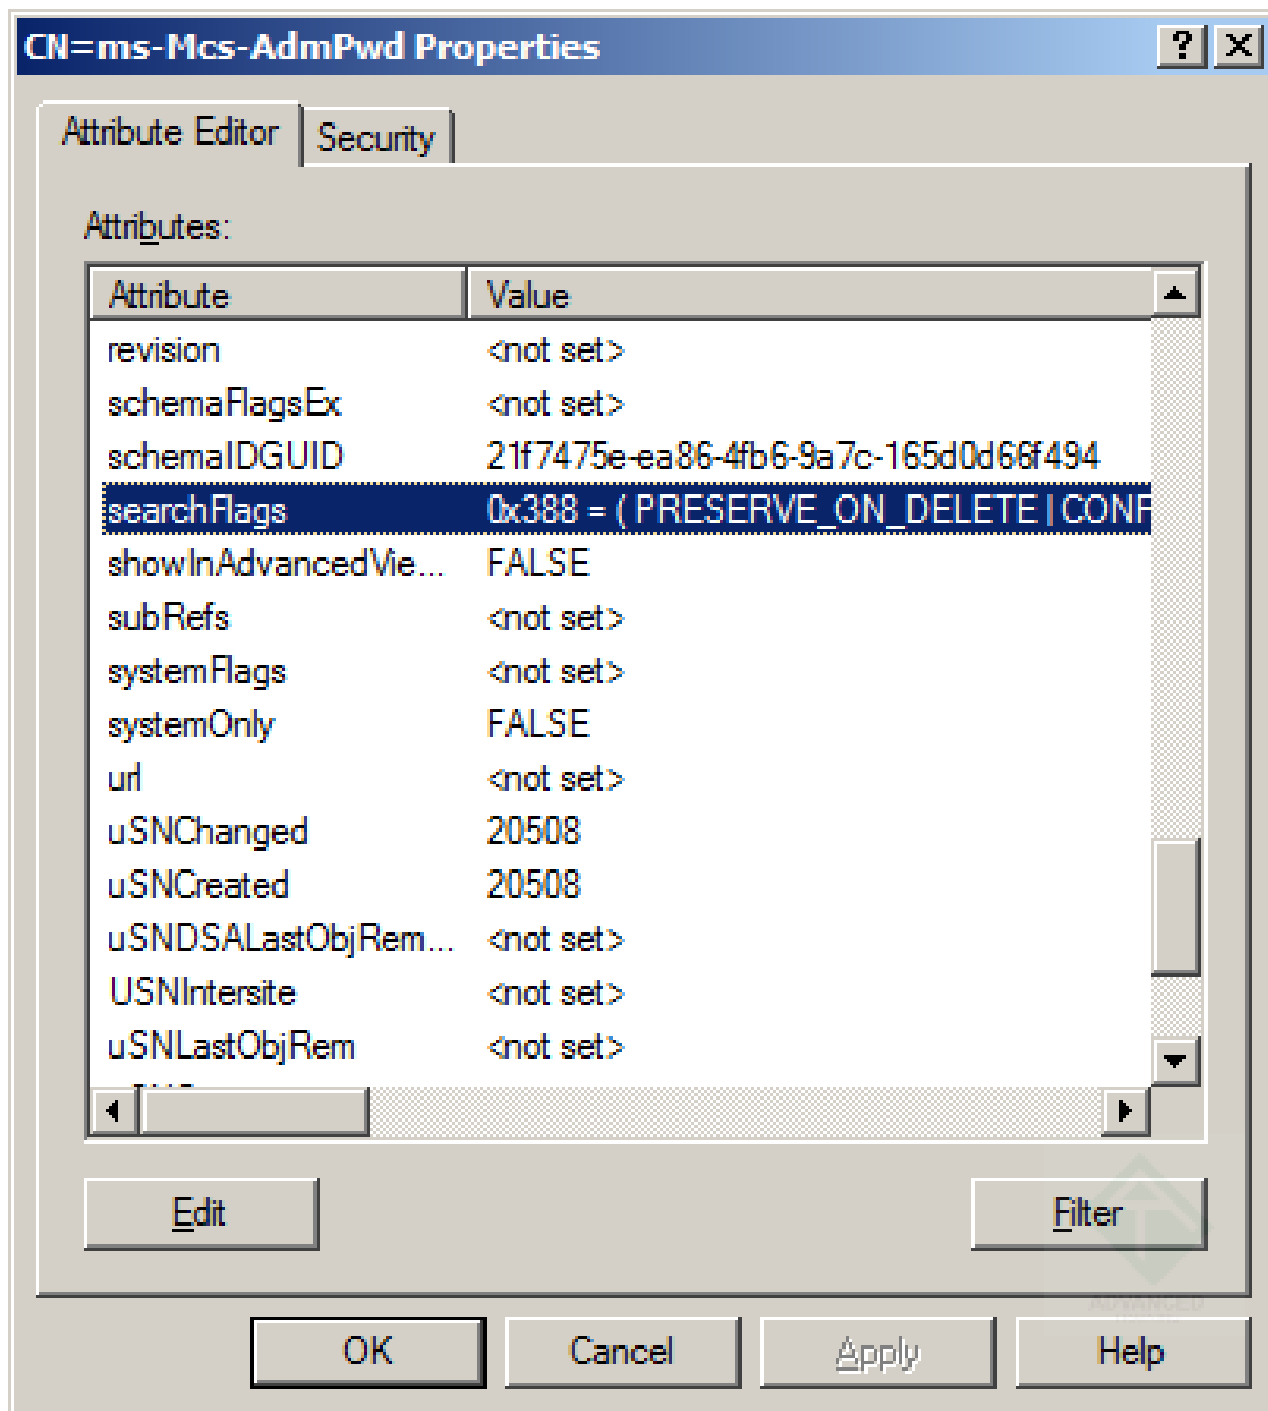 CN=ms-Mcs-AdmPwd Properties
Attribute Editor Security
Attributes:
Attribute Value
revision <not set>
schemaFlagsEx <not set>
schemaIDGUID 21f7475e-ea86-4fb6-9a7c-165d0d66f494
searchFlags 0x388 = ( PRESERVE_ON_DELETE | CONF
showInAdvancedVie... FALSE
subRefs <not set>
systemFlags <not set>
systemOnly FALSE
url <not set>
uSNChanged 20508
uSNCreated 20508
uSNDSALastObjRem... <not set>
USNIntersite <not set>
uSNLastObjRem <not set>
Edit Filter
ADVANCED
OK Cancel Apply Help